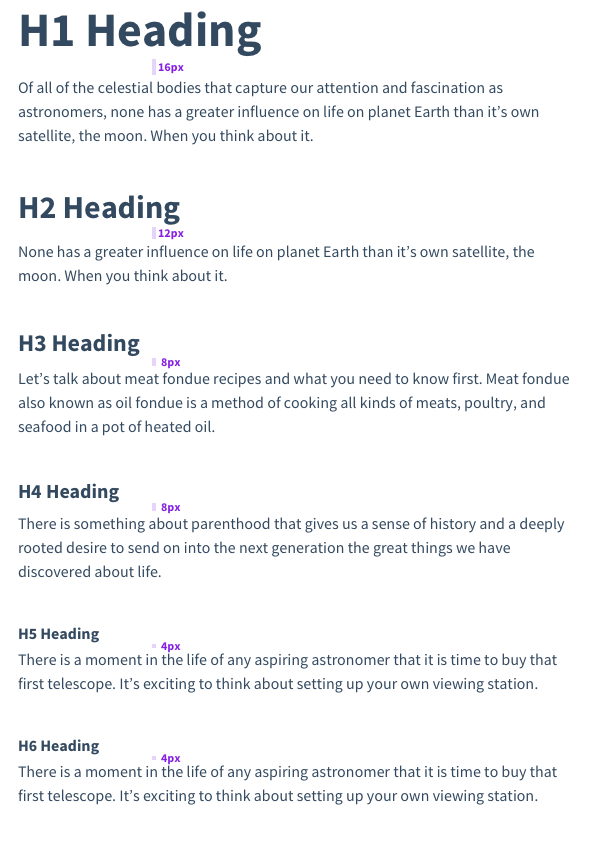 H1 Heading
16px
Of all of the celestial bodies that capture our attention and fascination as
astronomers, none has a greater influence on life on planet Earth than it’s own
satellite, the moon. When you think about it.
H2 Heading
12px
None has a greater influence on life on planet Earth than it’s own satellite, the
moon. When you think about it.
H3 Heading
8px
Let’s talk about meat fondue recipes and what you need to know first. Meat fondue
also known as oil fondue is a method of cooking all kinds of meats, poultry, and
seafood in a pot of heated oil.
H4 Heading
8px
There is something about parenthood that gives us a sense of history and a deeply
rooted desire to send on into the next generation the great things we have
discovered about life.
H5 Heading
4px
There is a moment in the life of any aspiring astronomer that it is time to buy that
first telescope. It’s exciting to think about setting up your own viewing station.
H6 Heading
4px
There is a moment in the life of any aspiring astronomer that it is time to buy that
first telescope. It’s exciting to think about setting up your own viewing station.